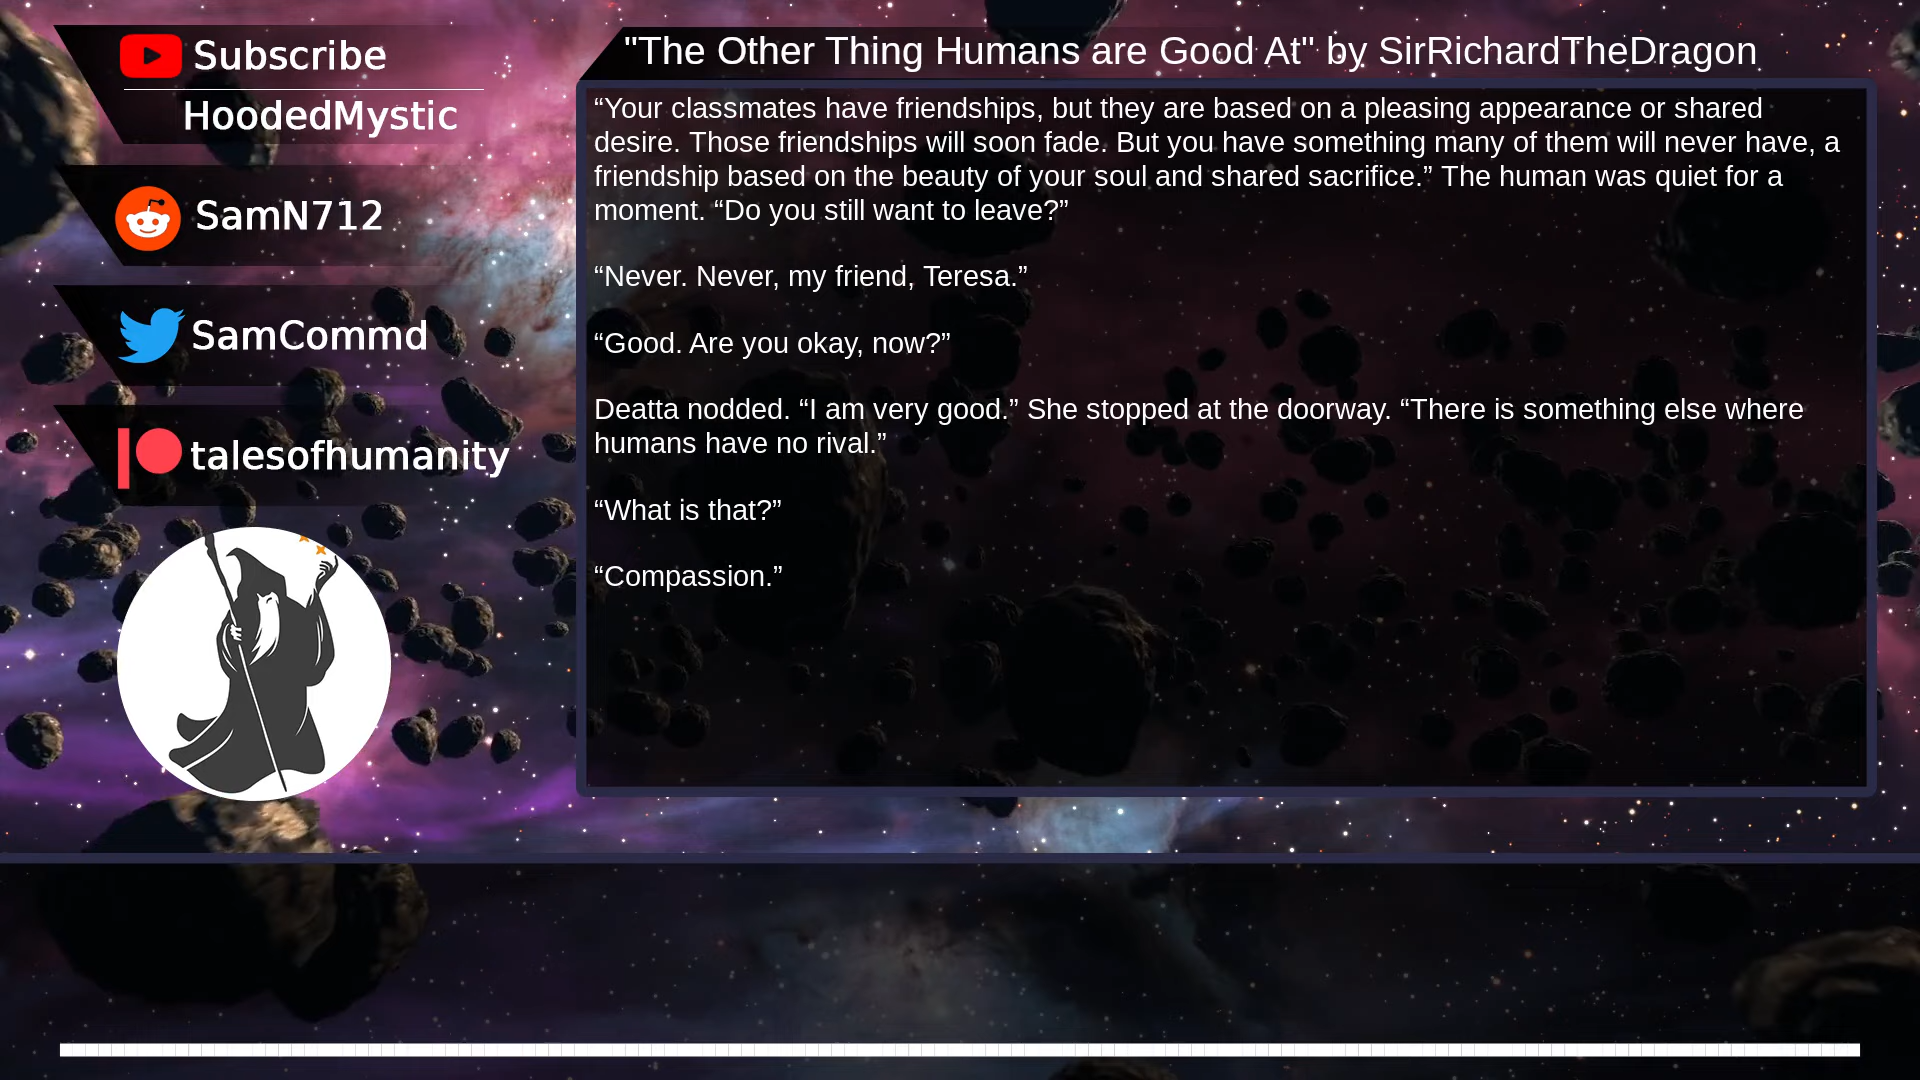 Subscribe
HoodedMystic
SamN712
SamCommd
talesofhumanity
"The Other Thing Humans are Good At" by SirRichardTheDragon
“Your classmates have friendships, but they are based on a pleasing appearance or shared
desire. Those friendships will soon fade. But you have something many of them will never have, a
friendship based on the beauty of your soul and shared sacrifice.” The human was quiet for a
moment. “Do you still want to leave?”
“Never. Never, my friend, Teresa.”
“Good. Are you okay, now?”
Deatta nodded. “I am very good.” She stopped at the doorway. “There is something else where
humans have no rival.”
“What is that?”
“Compassion.”